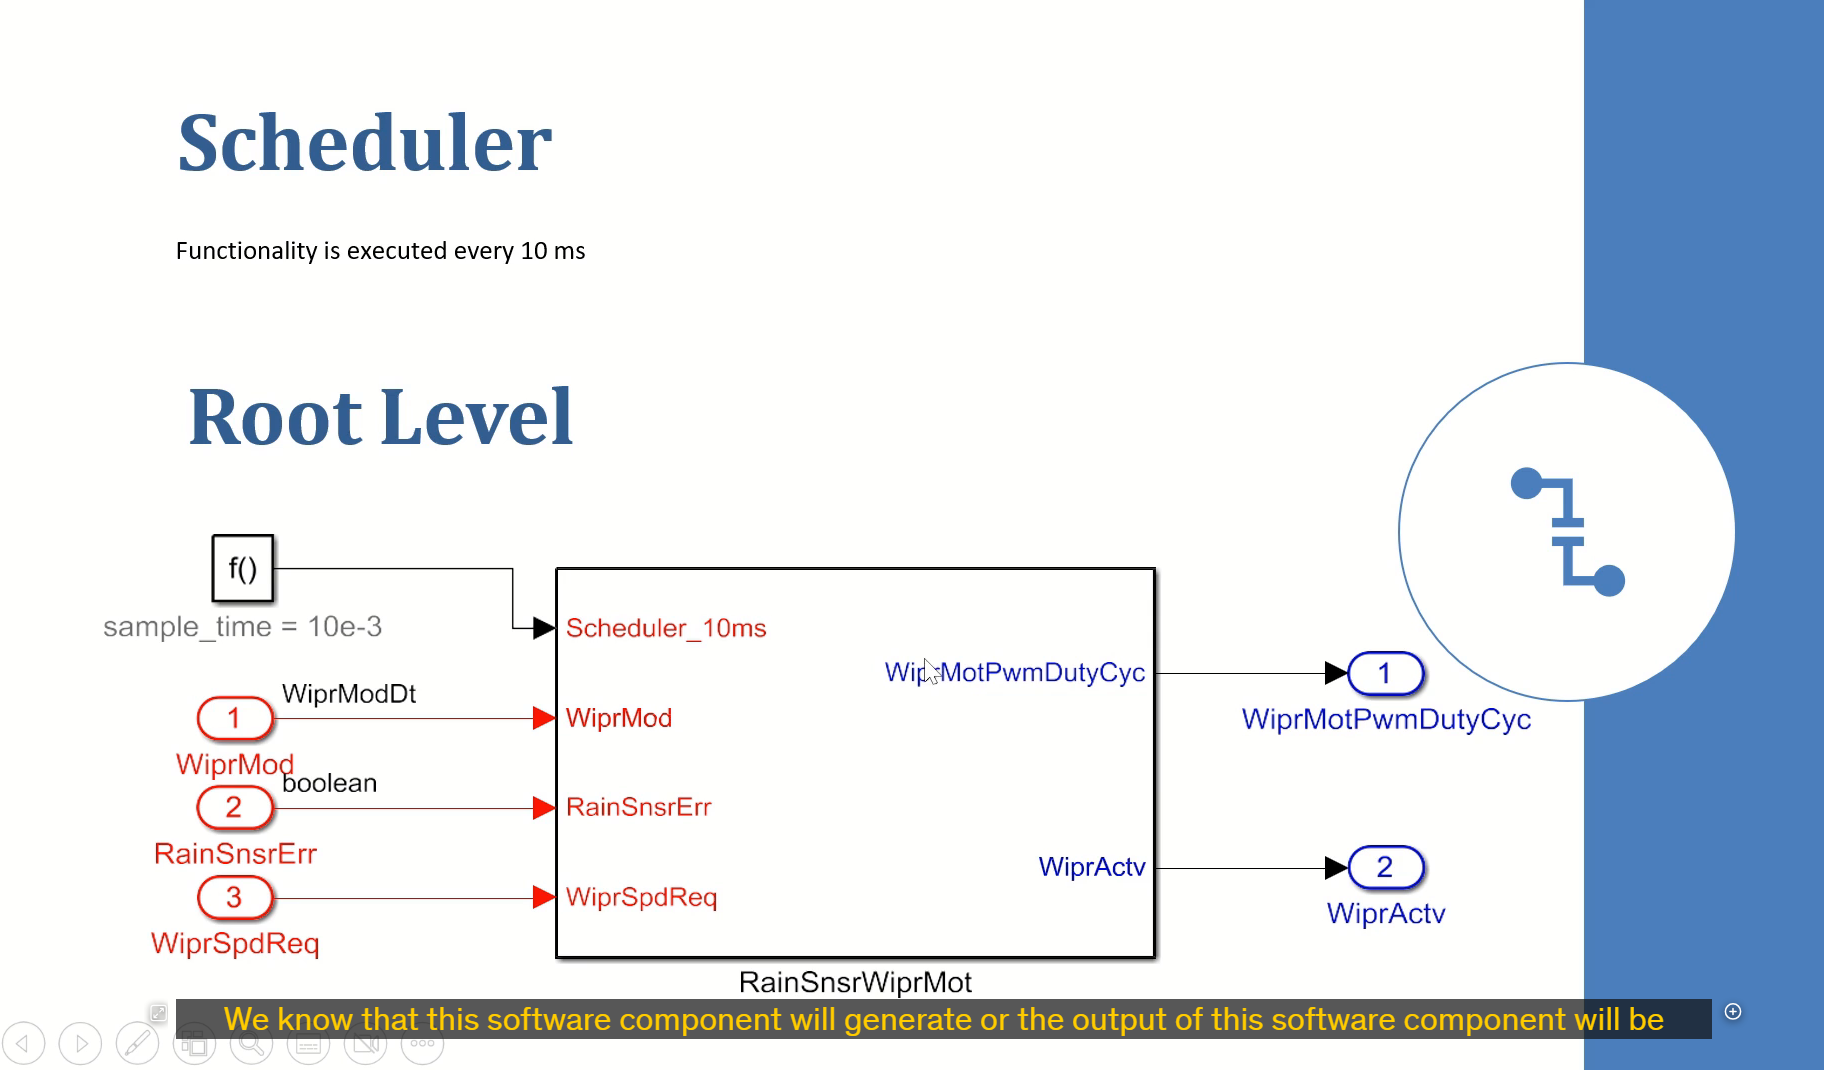 Scheduler
Functionality is executed every 10 ms
Root Level
f()
sample_time = 10e-3
Scheduler_10ms
WiprMotPwmDutyCyc
1
WiprMotPwmDutyCyc
WiprModDt
1
WiprMod
WiprMod
boolean
2
RainSnsrErr
RainSnsrErr
WiprActv
2
WiprActv
3
WiprSpdReq
WiprSpdReq
RainSnsrWiprMot
We know that this software component will generate or the output of this software component will be